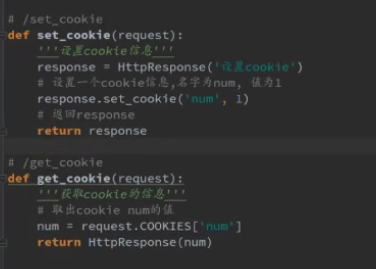 # /set_cookie
def set_cookie(request):
'''设置cookie信息'''
response = HttpResponse('设置cookie')
# 设置一个cookie信息,名字为num, 值为1
response.set_cookie('num', 1)
# 返回response
return response
# /get_cookie
def get_cookie(request):
'''获取cookie的信息'''
# 取出cookie num的值
num = request.COOKIES['num']
return HttpResponse(num)